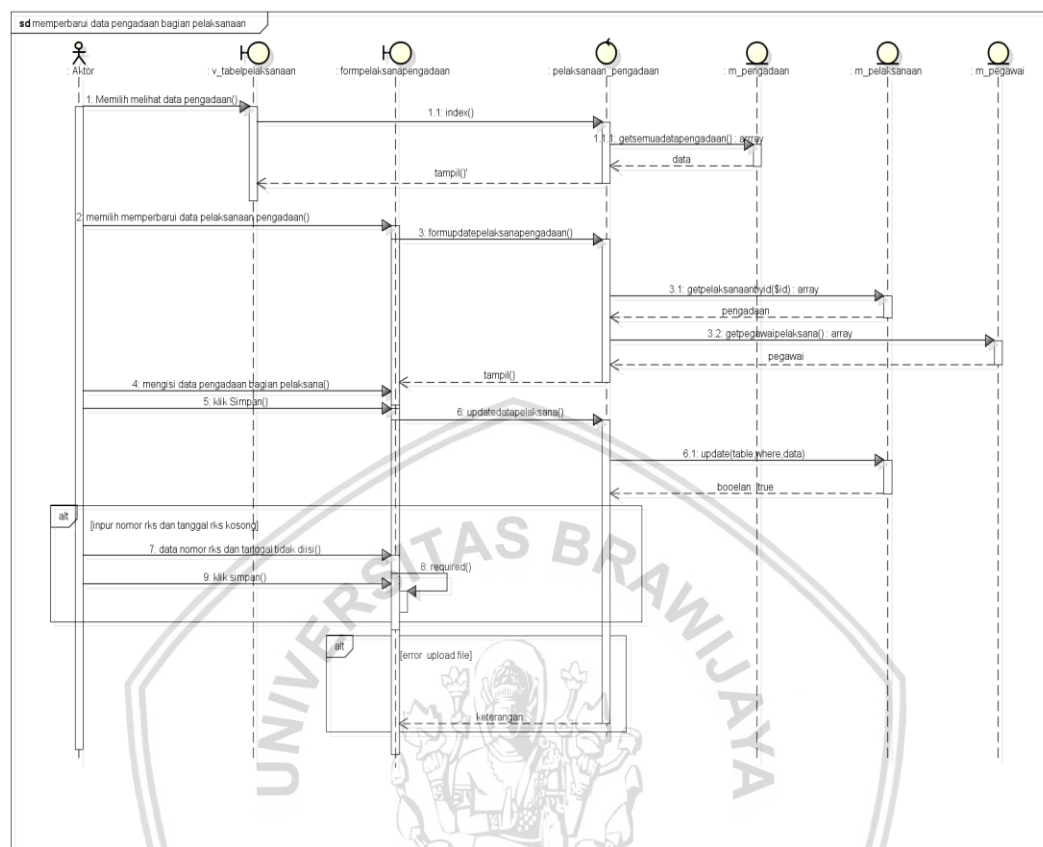 sd memperbarui data pengadaan bagian pelaksanaan
: Aktor
: v_tabelpelaksanaan
: formpelaksanapengadaan
: pelaksanaan_pengadaan
: m_pengadaan
: m_pelaksanaan
: m_pegawai
1: Memilih melihat data pengadaan()
1.1: index()
1.1.1: getsemuadatapengadaan() : arrray
data
tampil()'
2: memilih memperbarui data pelaksanaan pengadaan()
3: formupdatepelaksanapengadaan()
3.1: getpelaksanaanbyid($id) : array
pengadaan
3.2: getpegawaipelaksana() : array
pegawai
tampil()
4: mengisi data pengadaan bagian pelaksana()
5: klik Simpan()
6: updatedatapelaksana()
6.1: update(table,where,data)
booelan : true
alt
[inpur nomor rks dan tanggal rks kosong]
7: data nomor rks dan tanggal tidak diisi()
8: required()
9: klik simpan()
alt
[error upload file]
keterangan
UNIVERSITAS BRAWIJAYA